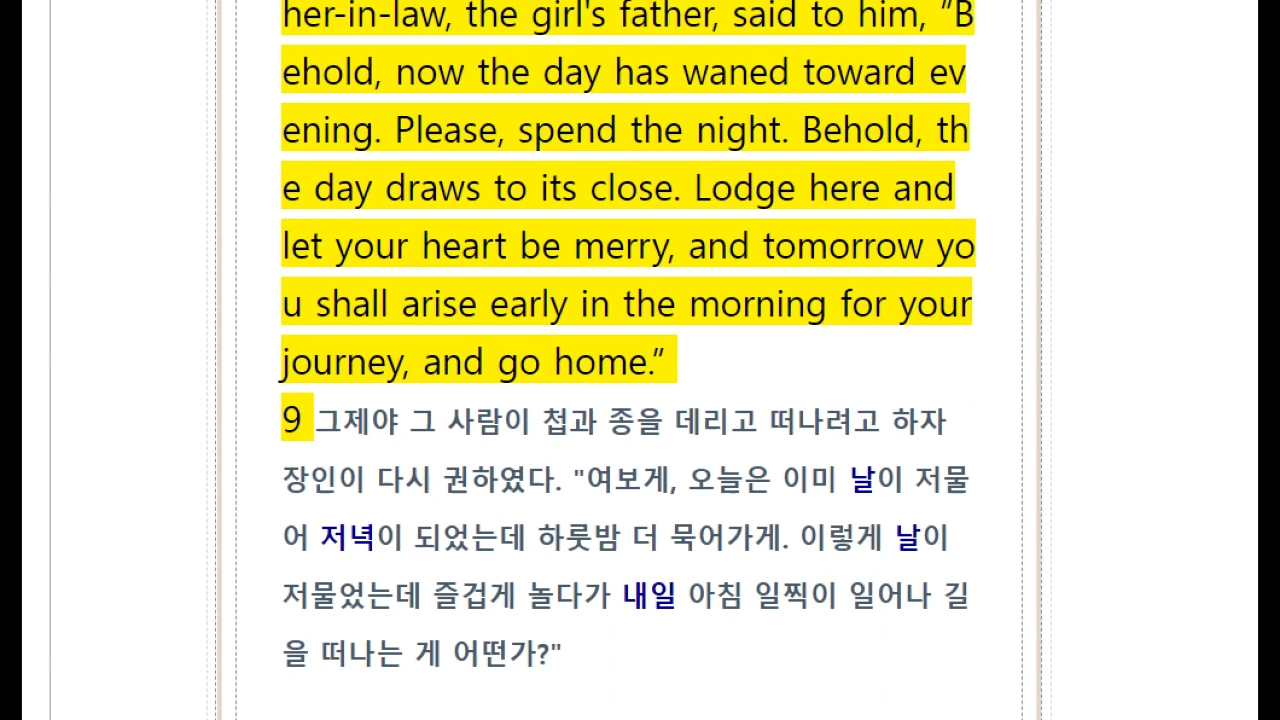 her-in-law, the girl's father, said to him, “B
ehold, now the day has waned toward ev
ening. Please, spend the night. Behold, th
e day draws to its close. Lodge here and
let your heart be merry, and tomorrow yo
u shall arise early in the morning for your
journey, and go home.”
9 그제야 그 사람이 첩과 종을 데리고 떠나려고 하자
장인이 다시 권하였다. "여보게, 오늘은 이미 날이 저물
어 저녁이 되었는데 하룻밤 더 묵어가게. 이렇게 날이
저물었는데 즐겁게 놀다가 내일 아침 일찍이 일어나 길
을 떠나는 게 어떤가?"